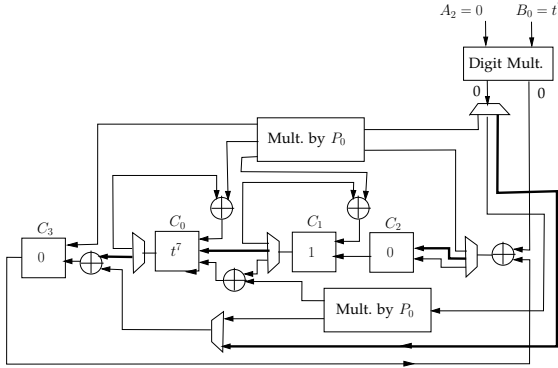 A₂ = 0
B₀ = t
Digit Mult.
0
0
Mult. by P₀
C₃
0
C₀
t⁷
C₁
1
C₂
0
Mult. by P₀